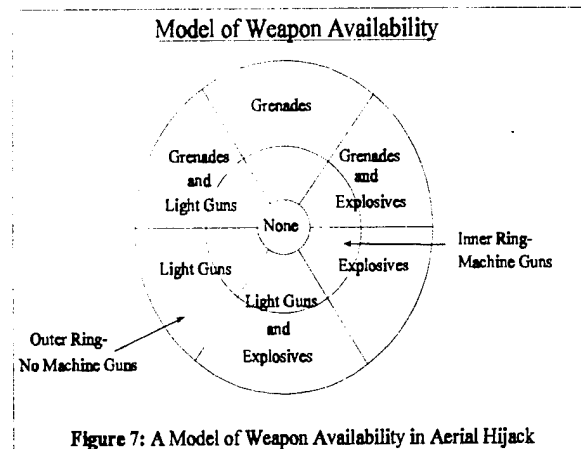 Model of Weapon Availability
Grenades
Grenades
and
Light Guns
Grenades
and
Explosives
None
Inner Ring-
Machine Guns
Light Guns
Explosives
Light Guns
and
Explosives
Outer Ring-
No Machine Guns
Figure 7: A Model of Weapon Availability in Aerial Hijack